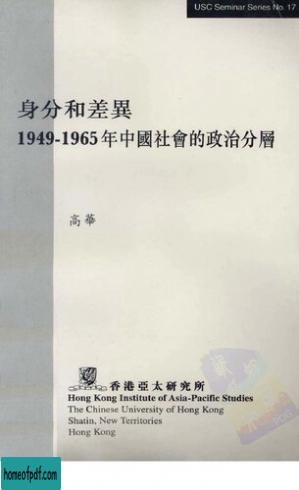 USC Seminar Series No. 17
身分和差異
1949-1965年中國社會的政治分層
高華
香港亞太研究所
Hong Kong Institute of Asia-Pacific Studies
The Chinese University of Hong Kong
Shatin, New Territories
Hong Kong
homeofpdf.com